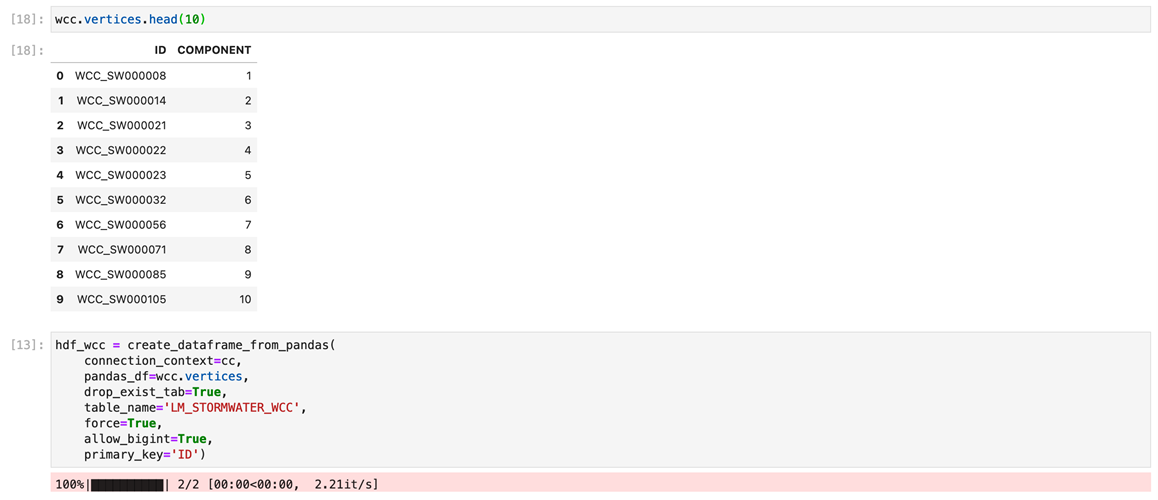 [18]: wcc.vertices.head(10)
[18]:
ID COMPONENT
0 WCC_SW000008 1
1 WCC_SW000014 2
2 WCC_SW000021 3
3 WCC_SW000022 4
4 WCC_SW000023 5
5 WCC_SW000032 6
6 WCC_SW000056 7
7 WCC_SW000071 8
8 WCC_SW000085 9
9 WCC_SW000105 10
[13]: hdf_wcc = create_dataframe_from_pandas(
connection_context=cc,
pandas_df=wcc.vertices,
drop_exist_tab=True,
table_name='LM_STORMWATER_WCC',
force=True,
allow_bigint=True,
primary_key='ID')
100%|██████████| 2/2 [00:00<00:00, 2.21it/s]